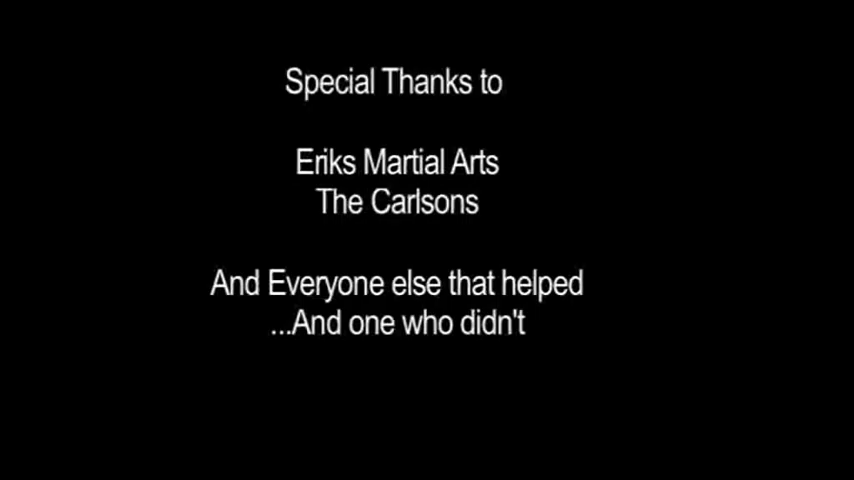 Special Thanks to
Eriks Martial Arts
The Carlsons
And Everyone else that helped
...And one who didn't